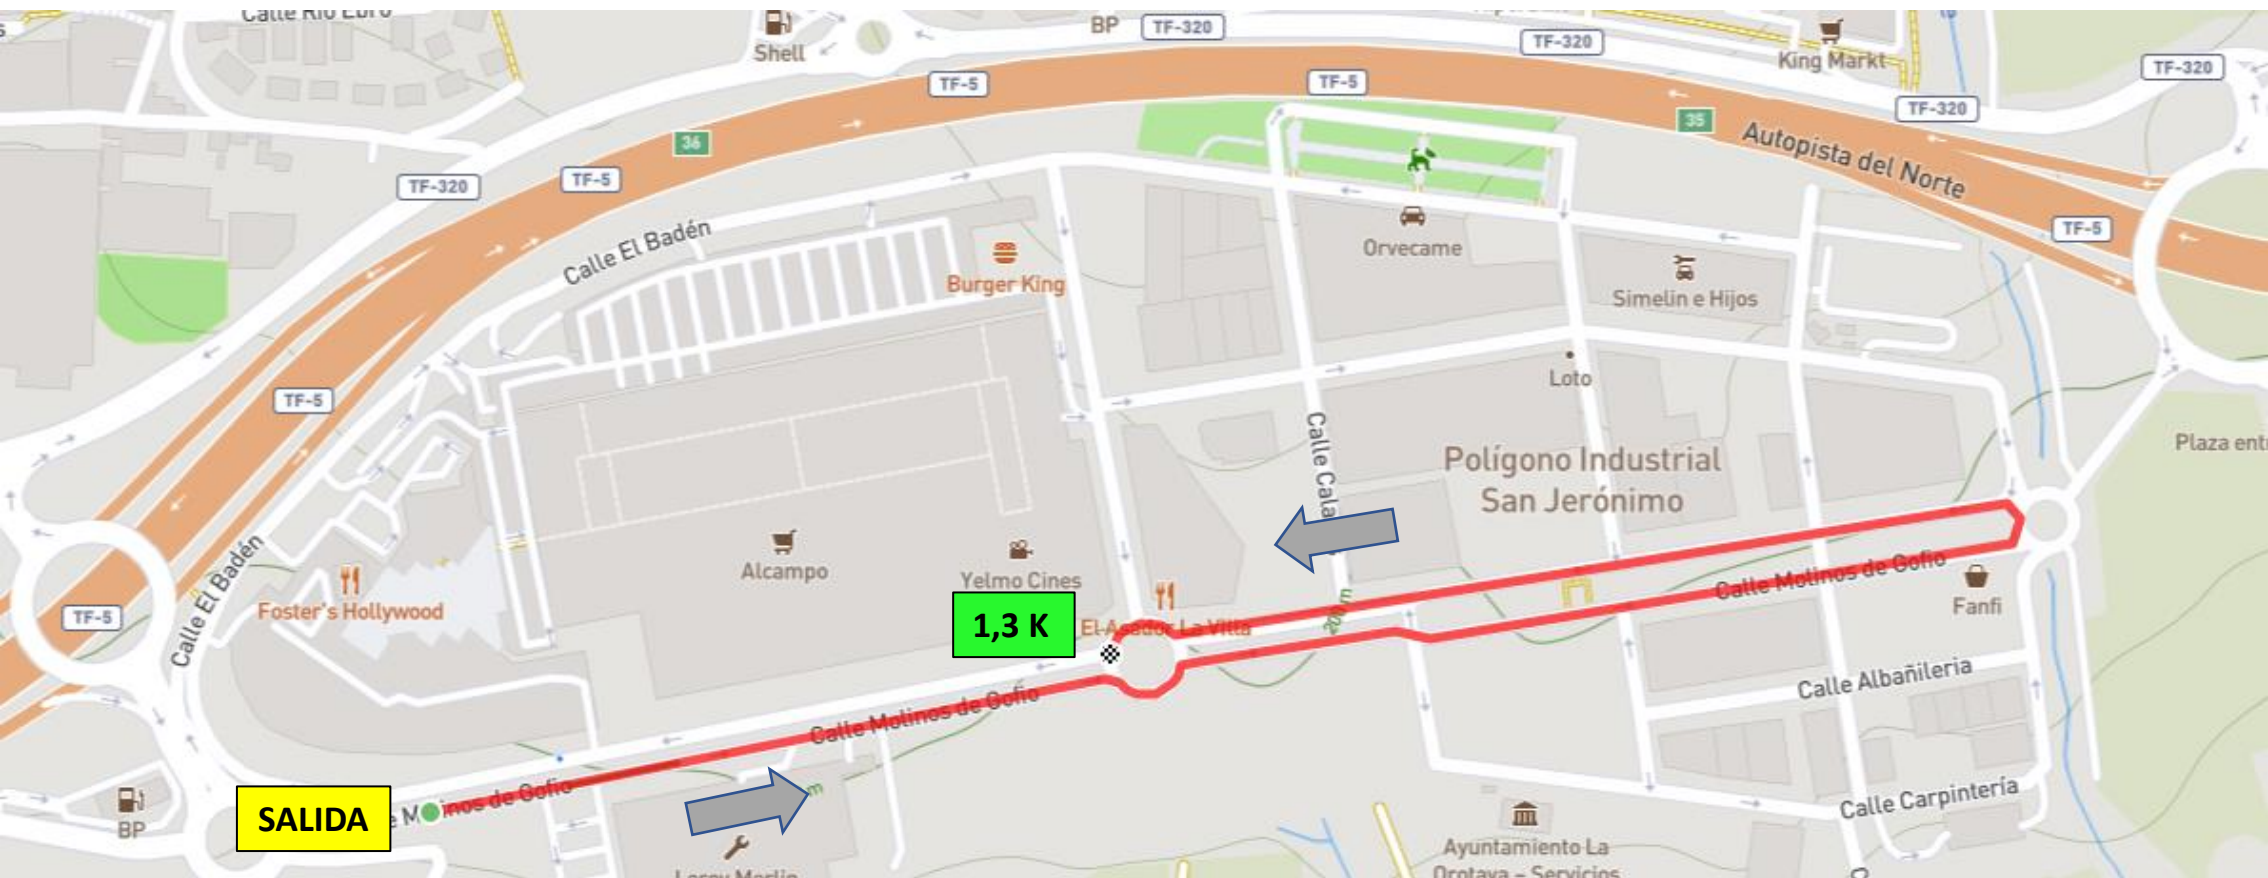 Calle Río Ebro
Shell
BP
TF-320
TF-320
King Markt
TF-320
TF-5
TF-5
TF-320
36
35
Autopista del Norte
TF-320
TF-5
TF-5
Calle El Badén
Burger King
Orvecame
Simelin e Hijos
TF-5
Loto
Calle Cala
Polígono Industrial
San Jerónimo
Plaza ent
Alcampo
Yelmo Cines
Calle El Badén
Foster's Hollywood
TF-5
1,3 K
El Asador La Villa
200 m
Calle Molinos de Gofio
Fanfi
Calle Albañileria
Calle Molinos de Gofio
SALIDA
e Molinos de Gofio
m
BP
Calle Carpintería
Leroy Merlin
Ayuntamiento La
Orotava – Servicios